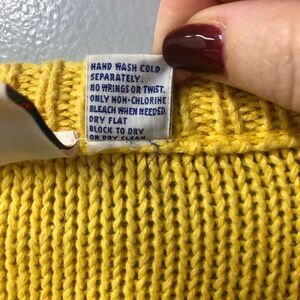 HAND WASH COLD
SEPARATELY.
NO WRINGS OR TWIST.
ONLY NON-CHLORINE
BLEACH WHEN NEEDED.
DRY FLAT
BLOCK TO DRY
OR DRY CLEAN.